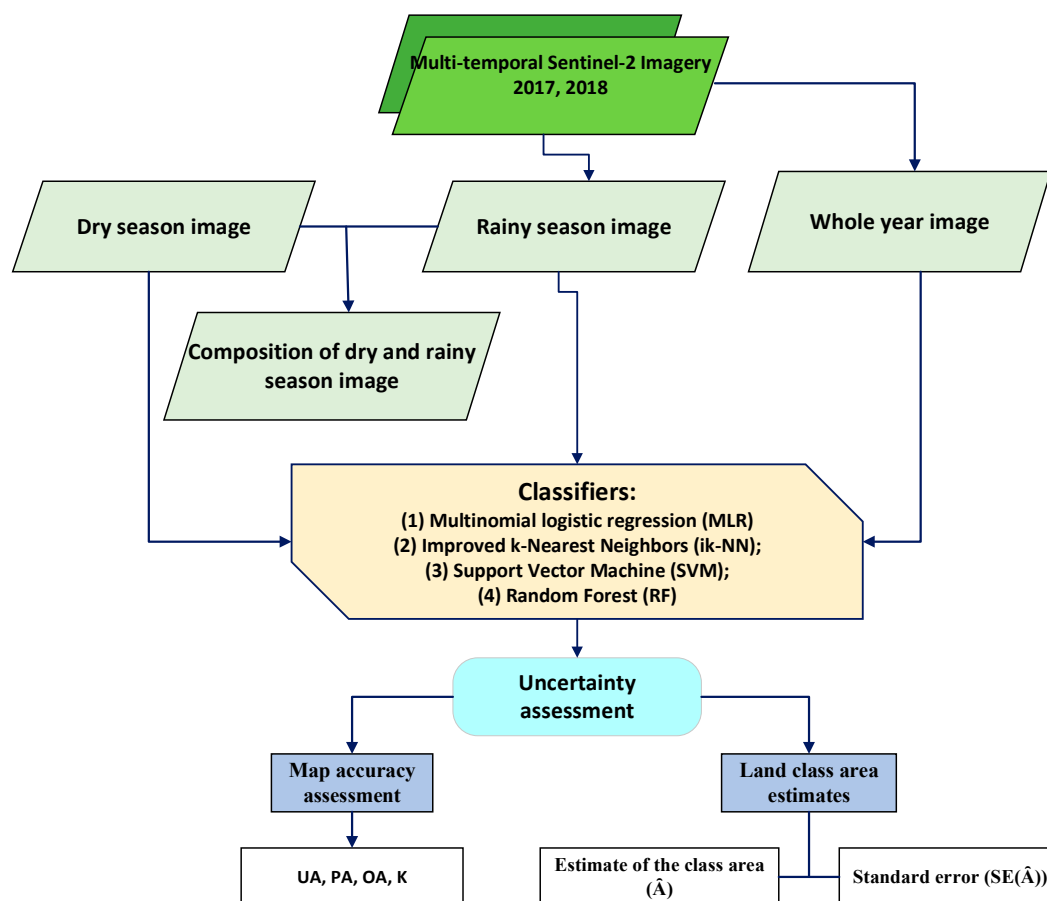 Multi-temporal Sentinel-2 Imagery
2017, 2018
Dry season image
Rainy season image
Whole year image
Composition of dry and rainy
season image
Classifiers:
(1) Multinomial logistic regression (MLR)
(2) Improved k-Nearest Neighbors (ik-NN);
(3) Support Vector Machine (SVM);
(4) Random Forest (RF)
Uncertainty
assessment
Map accuracy
assessment
Land class area
estimates
UA, PA, OA, K
Estimate of the class area
(Â)
Standard error (SE(Â))